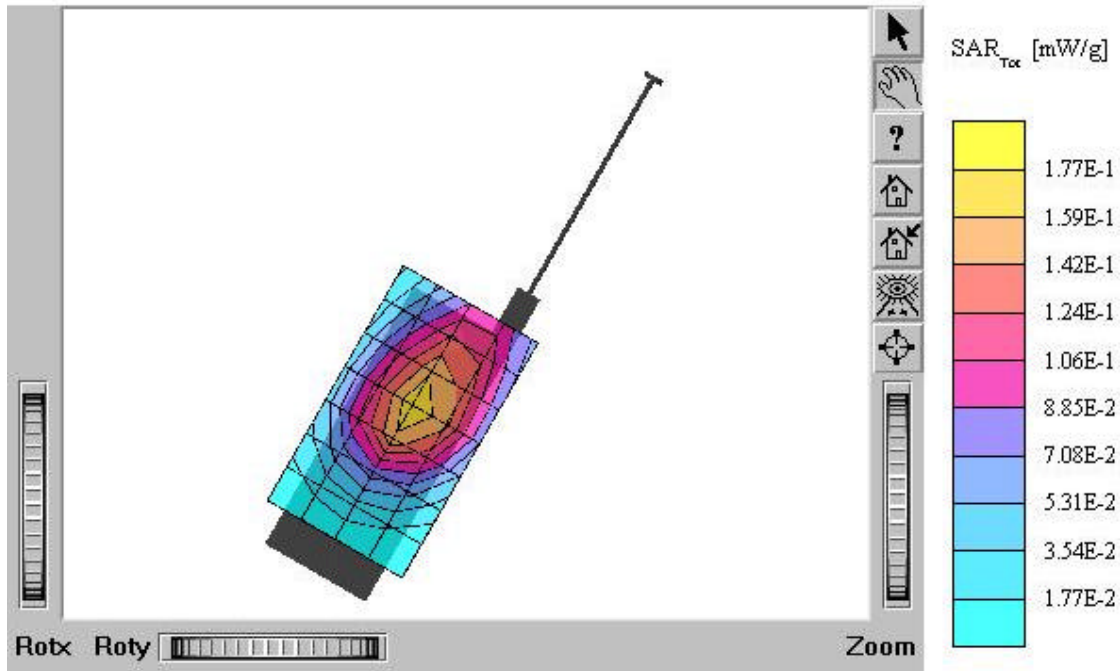 SARTot [mW/g]
?
1.77E-1
1.59E-1
1.42E-1
1.24E-1
1.06E-1
8.85E-2
7.08E-2
5.31E-2
3.54E-2
1.77E-2
Rotx Roty Zoom